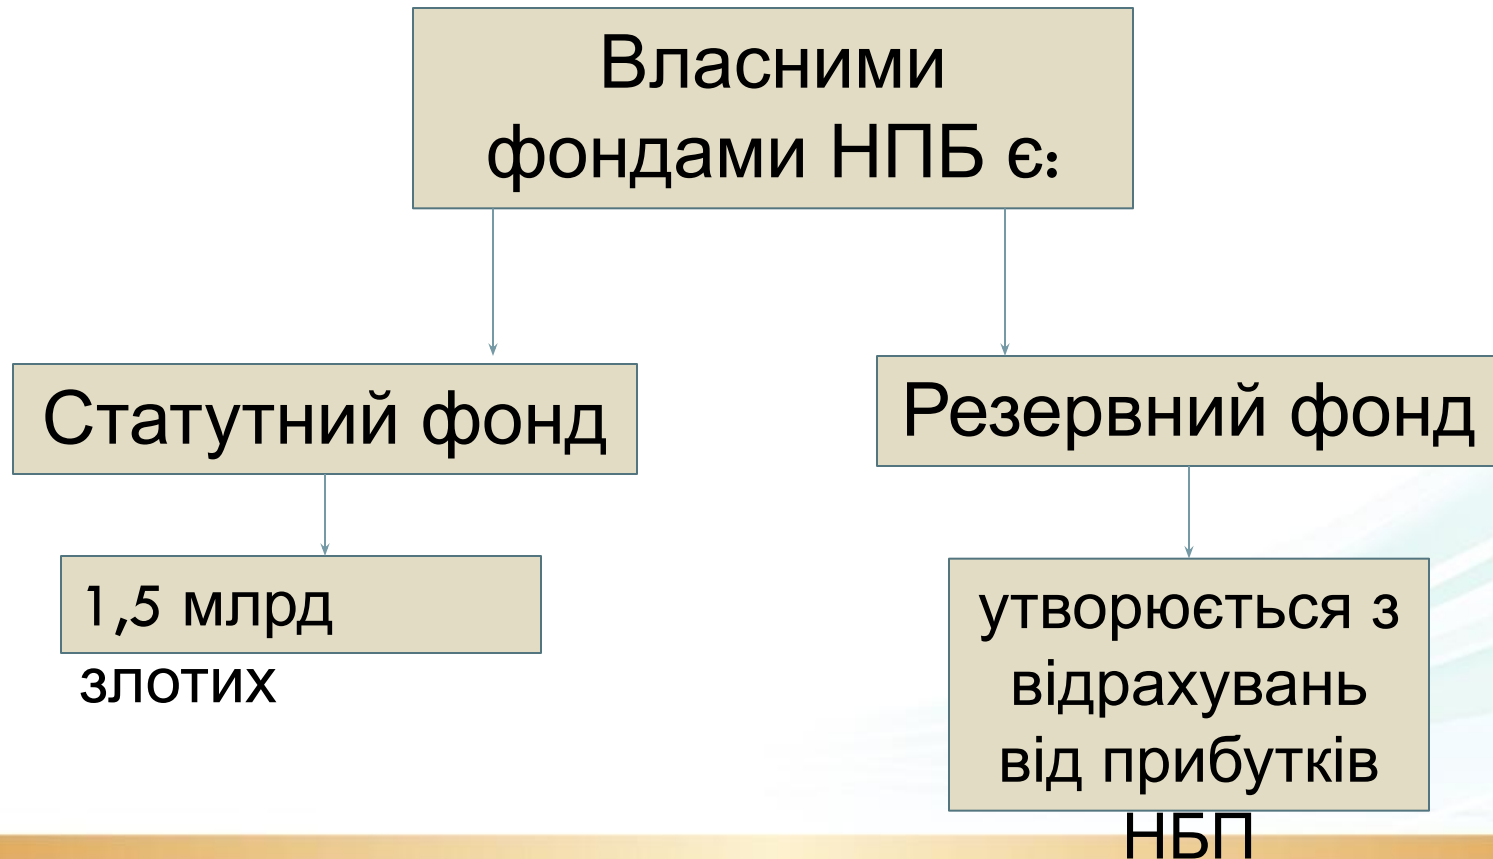 Власними
фондами НПБ є:
Статутний фонд
Резервний фонд
1,5 млрд
злотих
утворюється з
відрахувань
від прибутків
НБП